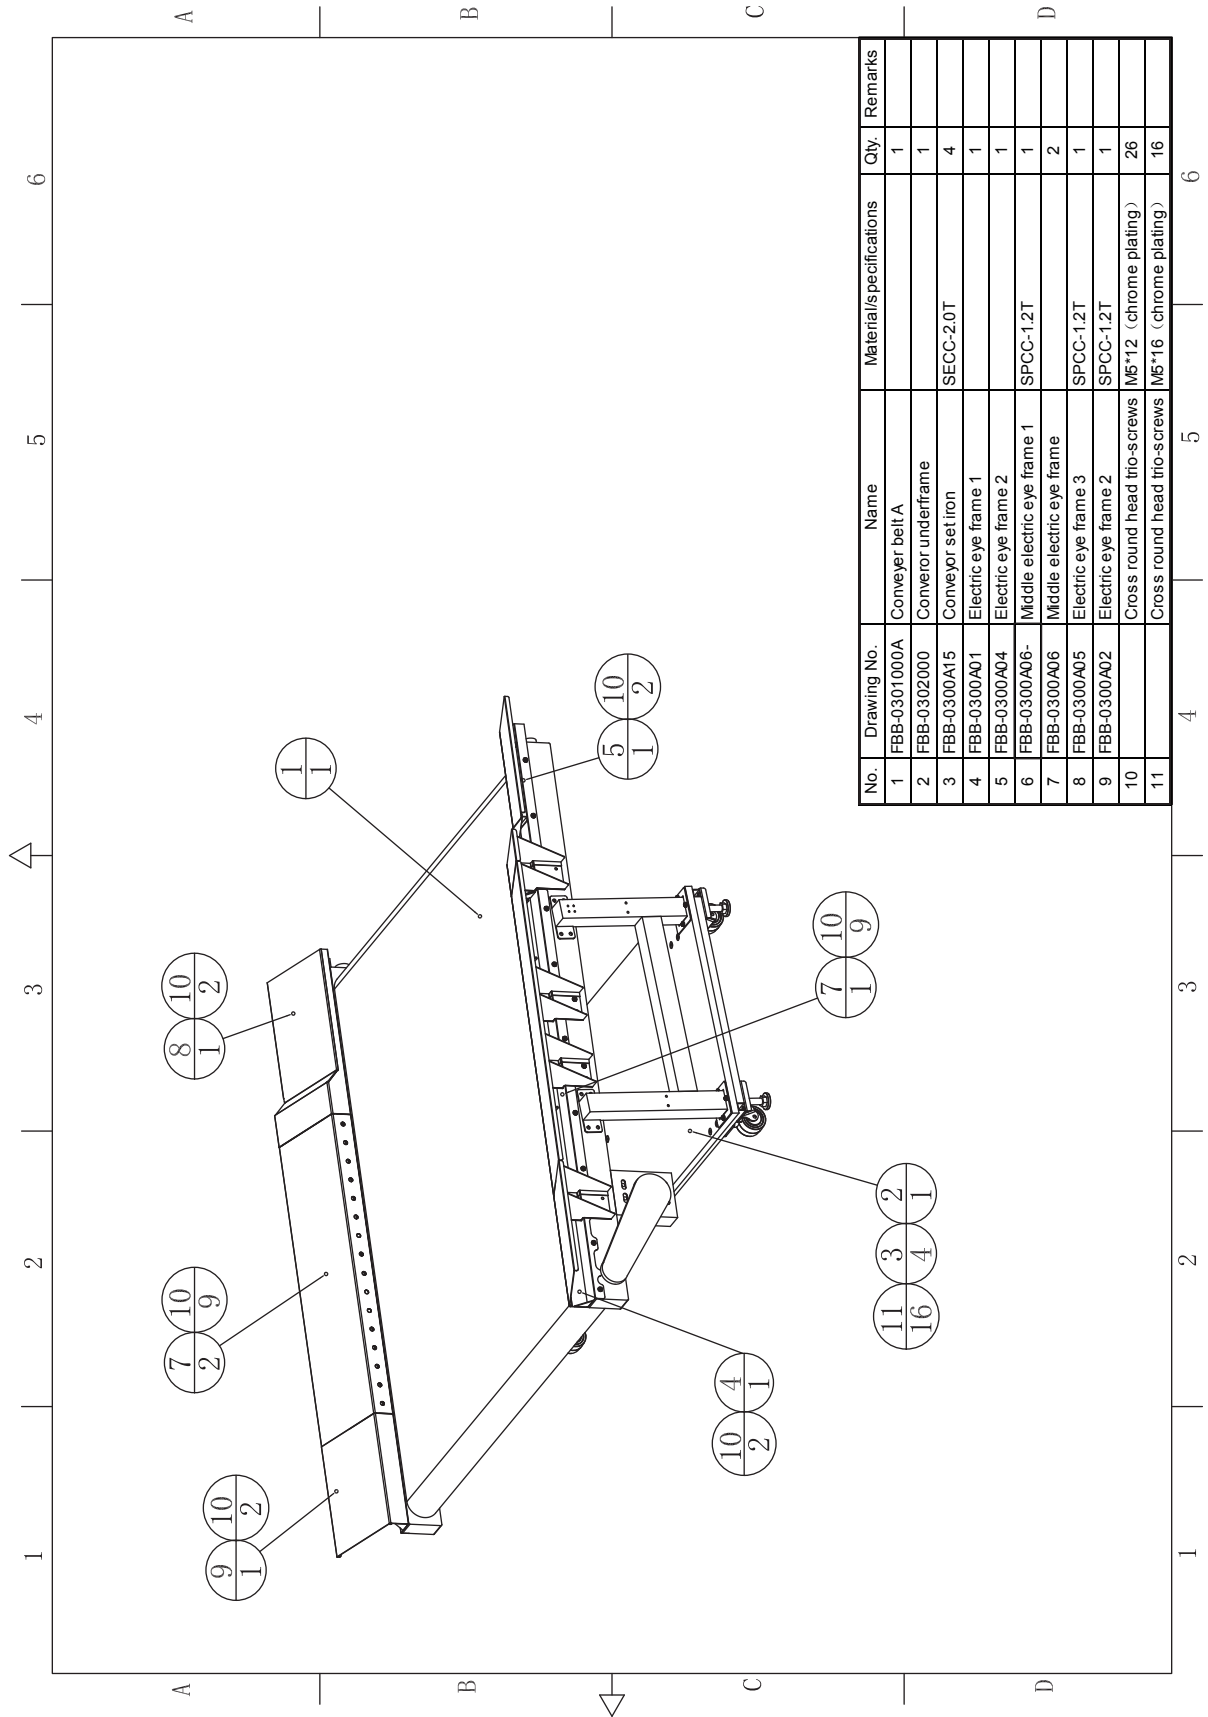 1 2 3 4 5 6
A
B
C
D
9 1 10 2
7 2 10 9
8 1 10 2
1 1
5 1 10 2
7 1 10 9
11 16 3 4 2 1
10 2 4 1
No. Drawing No. Name Material/specifications Qty. Remarks
1 FBB-0301000A Conveyer belt A 1
2 FBB-0302000 Converor underframe 1
3 FBB-0300A15 Conveyor set iron SECC-2.0T 4
4 FBB-0300A01 Electric eye frame 1 1
5 FBB-0300A04 Electric eye frame 2 1
6 FBB-0300A06- Middle electric eye frame 1 SPCC-1.2T 1
7 FBB-0300A06 Middle electric eye frame 2
8 FBB-0300A05 Electric eye frame 3 SPCC-1.2T 1
9 FBB-0300A02 Electric eye frame 2 SPCC-1.2T 1
10 Cross round head trio-screws M5*12（chrome plating） 26
11 Cross round head trio-screws M5*16（chrome plating） 16
A
B
C
D
1 2 3 4 5 6